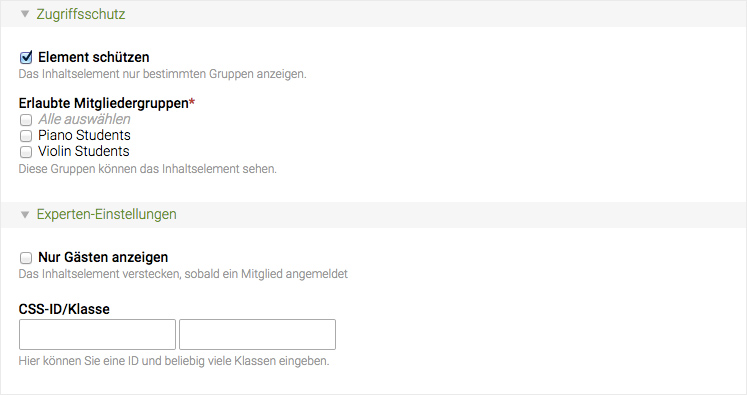 Zugriffsschutz
Element schützen
Das Inhaltselement nur bestimmten Gruppen anzeigen.
Erlaubte Mitgliedergruppen*
Alle auswählen
Piano Students
Violin Students
Diese Gruppen können das Inhaltselement sehen.
Experten-Einstellungen
Nur Gästen anzeigen
Das Inhaltselement verstecken, sobald ein Mitglied angemeldet
CSS-ID/Klasse
Hier können Sie eine ID und beliebig viele Klassen eingeben.